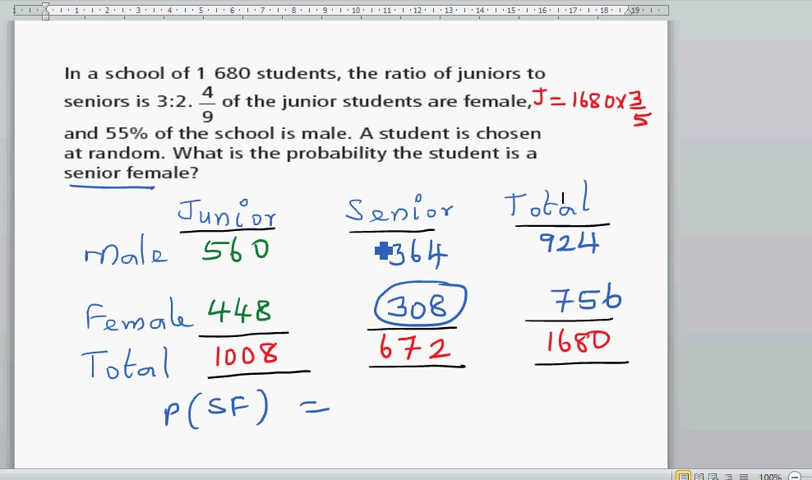 In a school of 1 680 students, the ratio of juniors to
seniors is 3:2. 4/9 of the junior students are female, J = 1680 × 3/5
and 55% of the school is male. A student is chosen
at random. What is the probability the student is a
senior female?
Junior Senior Total
Male 560 364 924
Female 448 308 756
Total 1008 672 1680
P(SF) =
100%